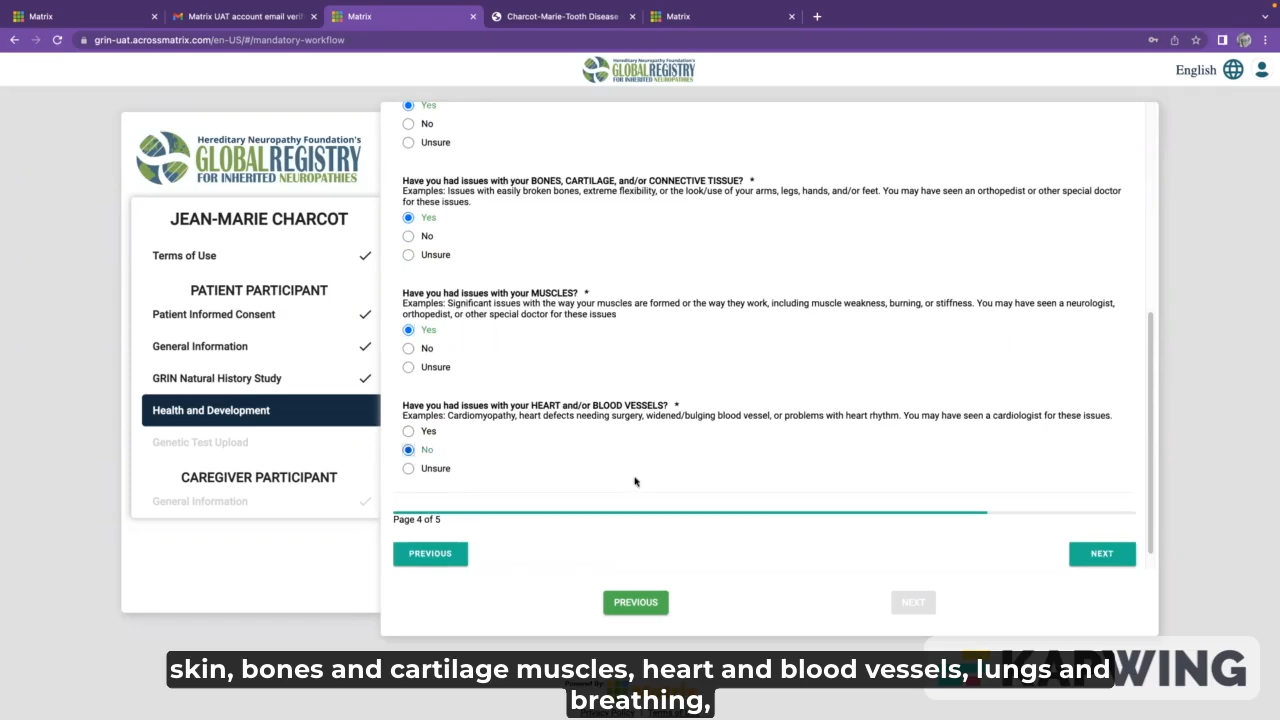 Matrix
Matrix UAT account email verifi
Matrix
Charcot-Marie-Tooth Disease
Matrix
grin-uat.acrossmatrix.com/en-US/#/mandatory-workflow
Hereditary Neuropathy Foundation's
GLOBALREGISTRY
FOR INHERITED NEUROPATHIES
English
Hereditary Neuropathy Foundation's
GLOBALREGISTRY
FOR INHERITED NEUROPATHIES
JEAN-MARIE CHARCOT
Terms of Use
PATIENT PARTICIPANT
Patient Informed Consent
General Information
GRIN Natural History Study
Health and Development
Genetic Test Upload
CAREGIVER PARTICIPANT
General Information
Yes
No
Unsure
Have you had issues with your BONES, CARTILAGE, and/or CONNECTIVE TISSUE? *
Examples: Issues with easily broken bones, extreme flexibility, or the look/use of your arms, legs, hands, and/or feet. You may have seen an orthopedist or other special doctor
for these issues.
Yes
No
Unsure
Have you had issues with your MUSCLES? *
Examples: Significant issues with the way your muscles are formed or the way they work, including muscle weakness, burning, or stiffness. You may have seen a neurologist,
orthopedist, or other special doctor for these issues
Yes
No
Unsure
Have you had issues with your HEART and/or BLOOD VESSELS? *
Examples: Cardiomyopathy, heart defects needing surgery, widened/bulging blood vessel, or problems with heart rhythm. You may have seen a cardiologist for these issues.
Yes
No
Unsure
Page 4 of 5
PREVIOUS
NEXT
PREVIOUS
NEXT
KAPWING
skin, bones and cartilage muscles, heart and blood vessels, lungs and
breathing,